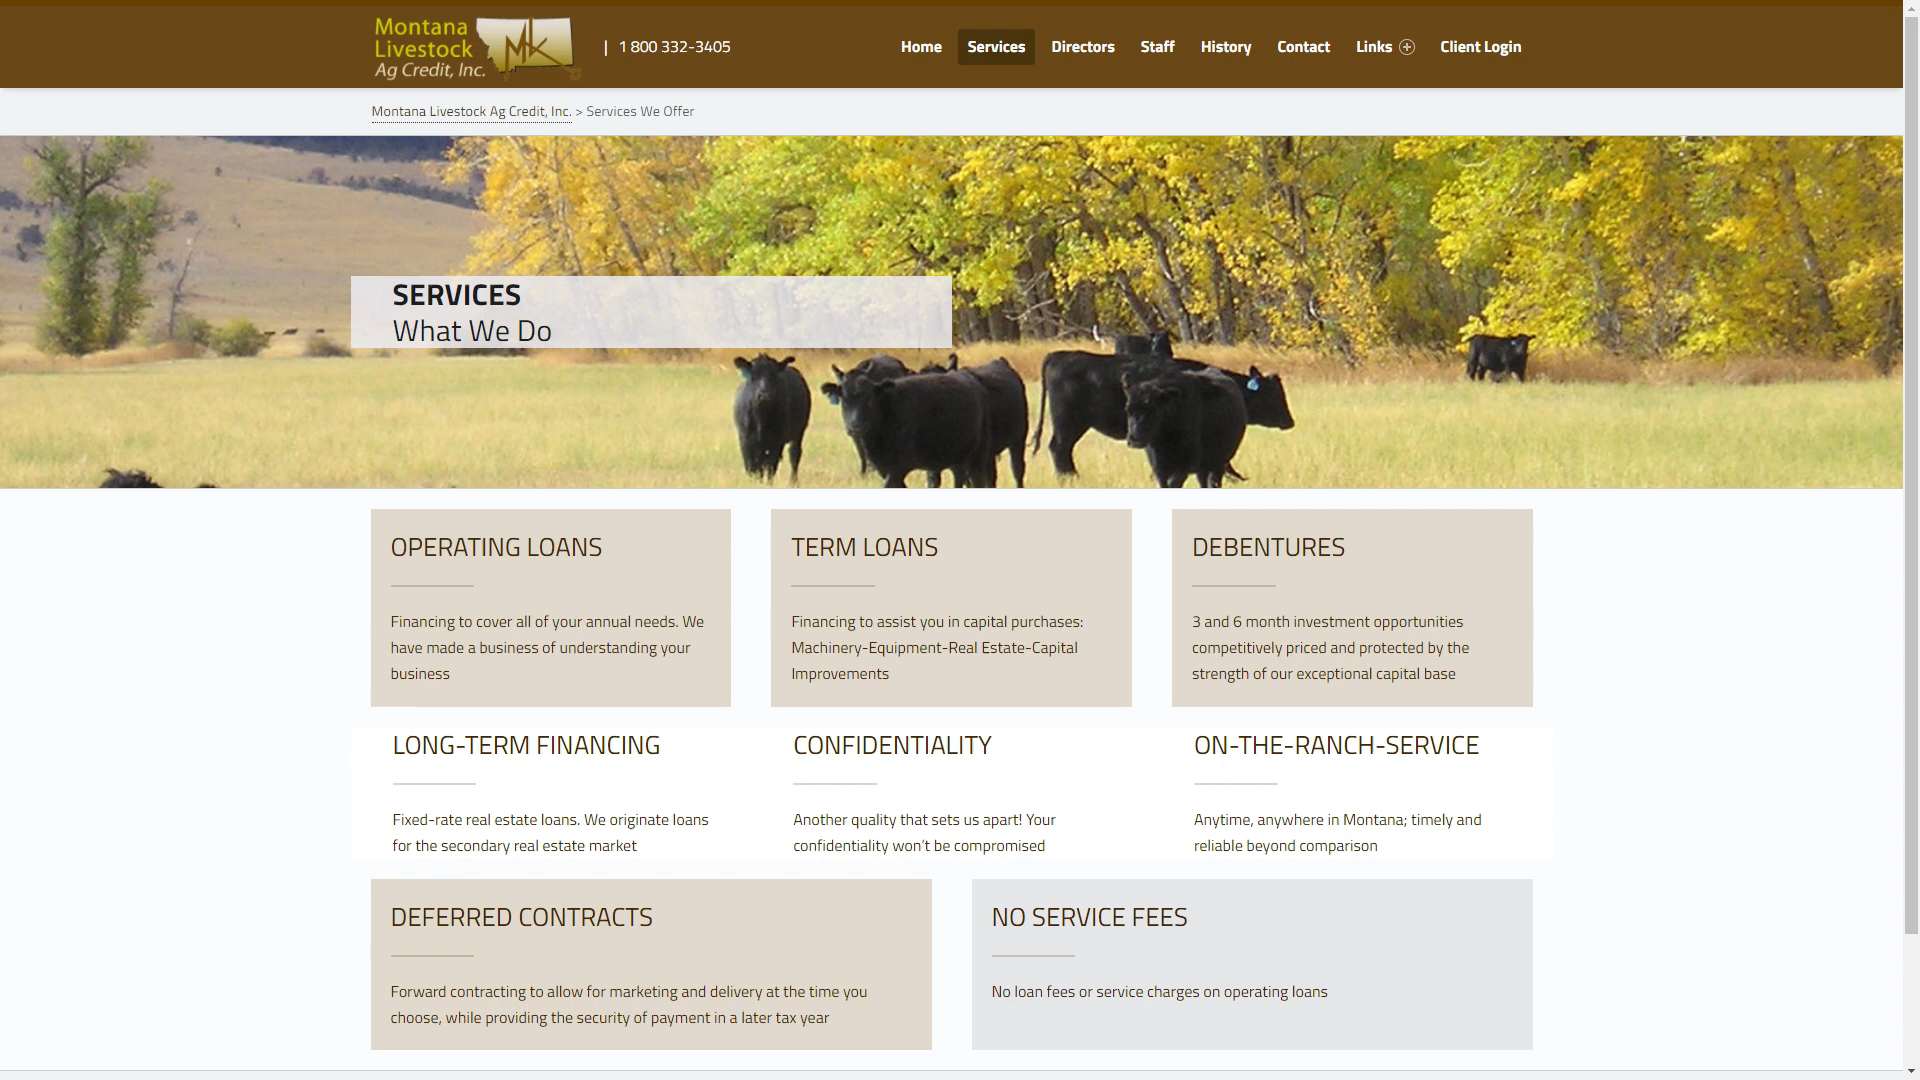 Montana
Livestock
Ag Credit, Inc.
| 1 800 332-3405
Home Services Directors Staff History Contact Links Client Login
Montana Livestock Ag Credit, Inc. > Services We Offer
SERVICES
What We Do
OPERATING LOANS
Financing to cover all of your annual needs. We
have made a business of understanding your
business
TERM LOANS
Financing to assist you in capital purchases:
Machinery-Equipment-Real Estate-Capital
Improvements
DEBENTURES
3 and 6 month investment opportunities
competitively priced and protected by the
strength of our exceptional capital base
LONG-TERM FINANCING
Fixed-rate real estate loans. We originate loans
for the secondary real estate market
CONFIDENTIALITY
Another quality that sets us apart! Your
confidentiality won’t be compromised
ON-THE-RANCH-SERVICE
Anytime, anywhere in Montana; timely and
reliable beyond comparison
DEFERRED CONTRACTS
Forward contracting to allow for marketing and delivery at the time you
choose, while providing the security of payment in a later tax year
NO SERVICE FEES
No loan fees or service charges on operating loans